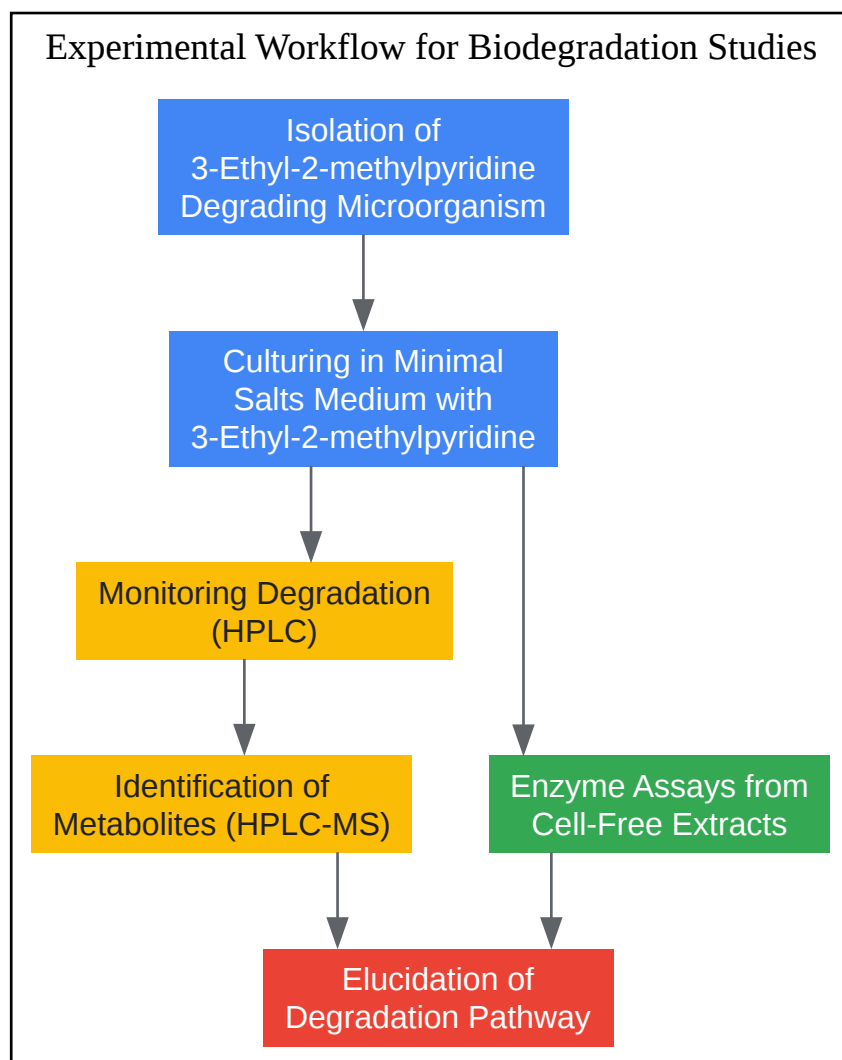 Experimental Workflow for Biodegradation Studies
Isolation of
3-Ethyl-2-methylpyridine
Degrading Microorganism
Culturing in Minimal
Salts Medium with
3-Ethyl-2-methylpyridine
Monitoring Degradation
(HPLC)
Identification of
Metabolites (HPLC-MS)
Enzyme Assays from
Cell-Free Extracts
Elucidation of
Degradation Pathway